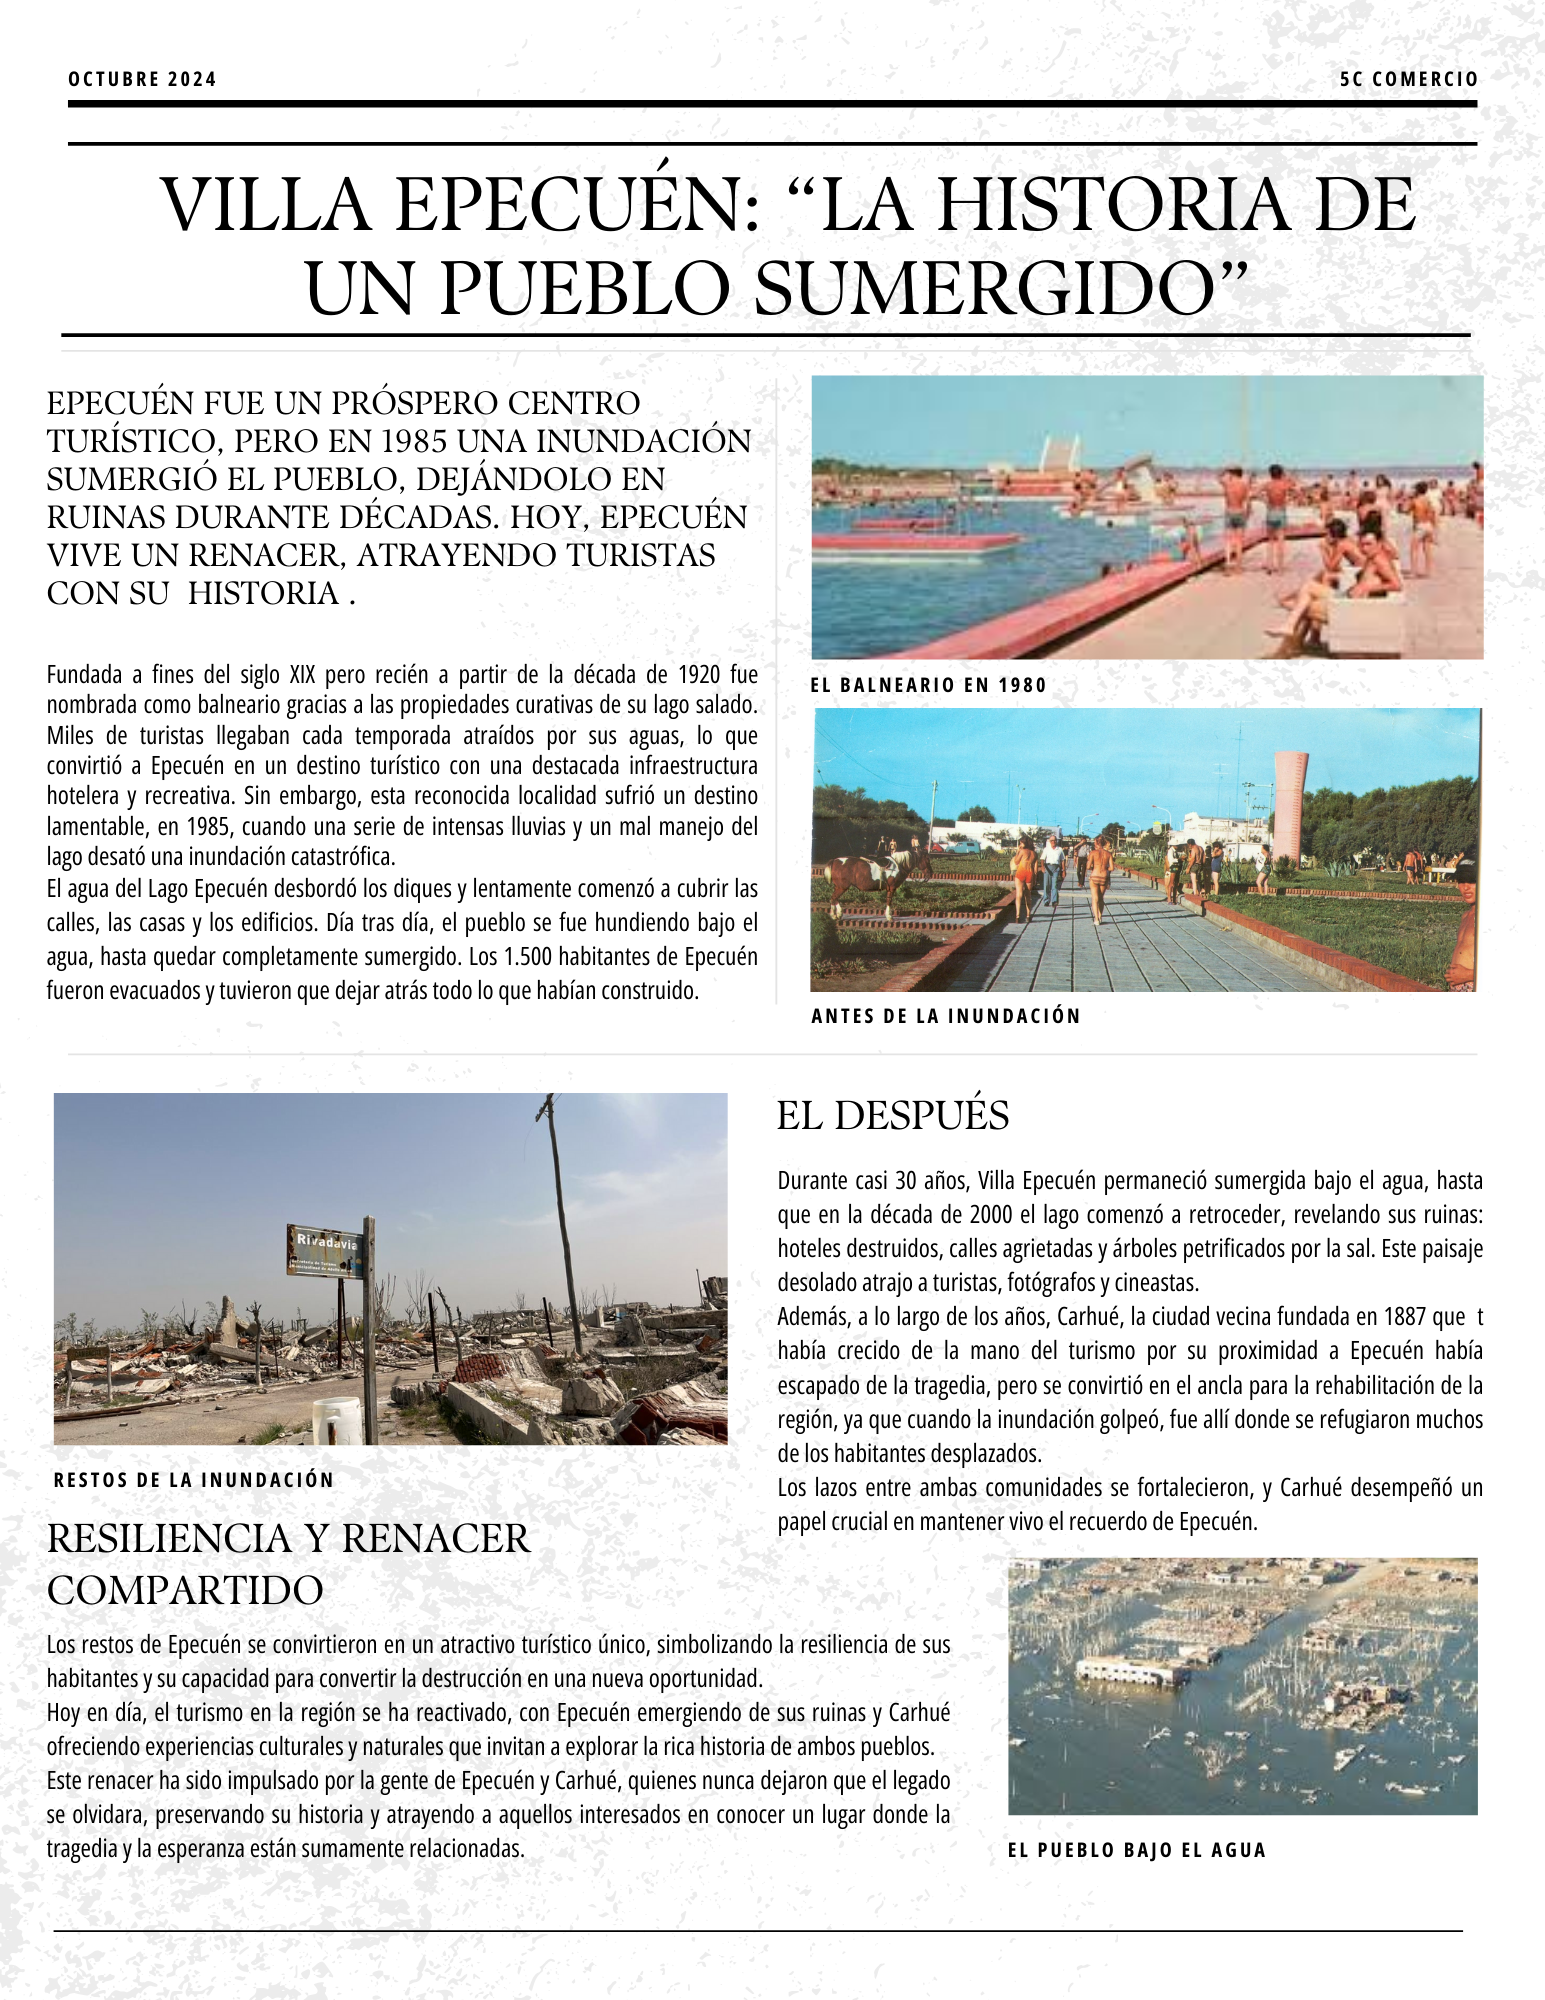 OCTUBRE 2024
5C COMERCIO
VILLA EPECUÉN: “LA HISTORIA DE
UN PUEBLO SUMERGIDO”
EPECUÉN FUE UN PRÓSPERO CENTRO
TURÍSTICO, PERO EN 1985 UNA INUNDACIÓN
SUMERGIÓ EL PUEBLO, DEJÁNDOLO EN
RUINAS DURANTE DÉCADAS. HOY, EPECUÉN
VIVE UN RENACER, ATRAYENDO TURISTAS
CON SU  HISTORIA .
Fundada a fines del siglo XIX pero recién a partir de la década de 1920 fue
nombrada como balneario gracias a las propiedades curativas de su lago salado.
Miles de turistas llegaban cada temporada atraídos por sus aguas, lo que
convirtió a Epecuén en un destino turístico con una destacada infraestructura
hotelera y recreativa. Sin embargo, esta reconocida localidad sufrió un destino
lamentable, en 1985, cuando una serie de intensas lluvias y un mal manejo del
lago desató una inundación catastrófica.
El agua del Lago Epecuén desbordó los diques y lentamente comenzó a cubrir las
calles, las casas y los edificios. Día tras día, el pueblo se fue hundiendo bajo el
agua, hasta quedar completamente sumergido. Los 1.500 habitantes de Epecuén
fueron evacuados y tuvieron que dejar atrás todo lo que habían construido.
EL BALNEARIO EN 1980
ANTES DE LA INUNDACIÓN
Rivadavia
RESTOS DE LA INUNDACIÓN
EL DESPUÉS
Durante casi 30 años, Villa Epecuén permaneció sumergida bajo el agua, hasta
que en la década de 2000 el lago comenzó a retroceder, revelando sus ruinas:
hoteles destruidos, calles agrietadas y árboles petrificados por la sal. Este paisaje
desolado atrajo a turistas, fotógrafos y cineastas.
Además, a lo largo de los años, Carhué, la ciudad vecina fundada en 1887 que  t
había crecido de la mano del turismo por su proximidad a Epecuén había
escapado de la tragedia, pero se convirtió en el ancla para la rehabilitación de la
región, ya que cuando la inundación golpeó, fue allí donde se refugiaron muchos
de los habitantes desplazados.
Los lazos entre ambas comunidades se fortalecieron, y Carhué desempeñó un
papel crucial en mantener vivo el recuerdo de Epecuén.
RESILIENCIA Y RENACER
COMPARTIDO
Los restos de Epecuén se convirtieron en un atractivo turístico único, simbolizando la resiliencia de sus
habitantes y su capacidad para convertir la destrucción en una nueva oportunidad.
Hoy en día, el turismo en la región se ha reactivado, con Epecuén emergiendo de sus ruinas y Carhué
ofreciendo experiencias culturales y naturales que invitan a explorar la rica historia de ambos pueblos.
Este renacer ha sido impulsado por la gente de Epecuén y Carhué, quienes nunca dejaron que el legado
se olvidara, preservando su historia y atrayendo a aquellos interesados en conocer un lugar donde la
tragedia y la esperanza están sumamente relacionadas.
EL PUEBLO BAJO EL AGUA